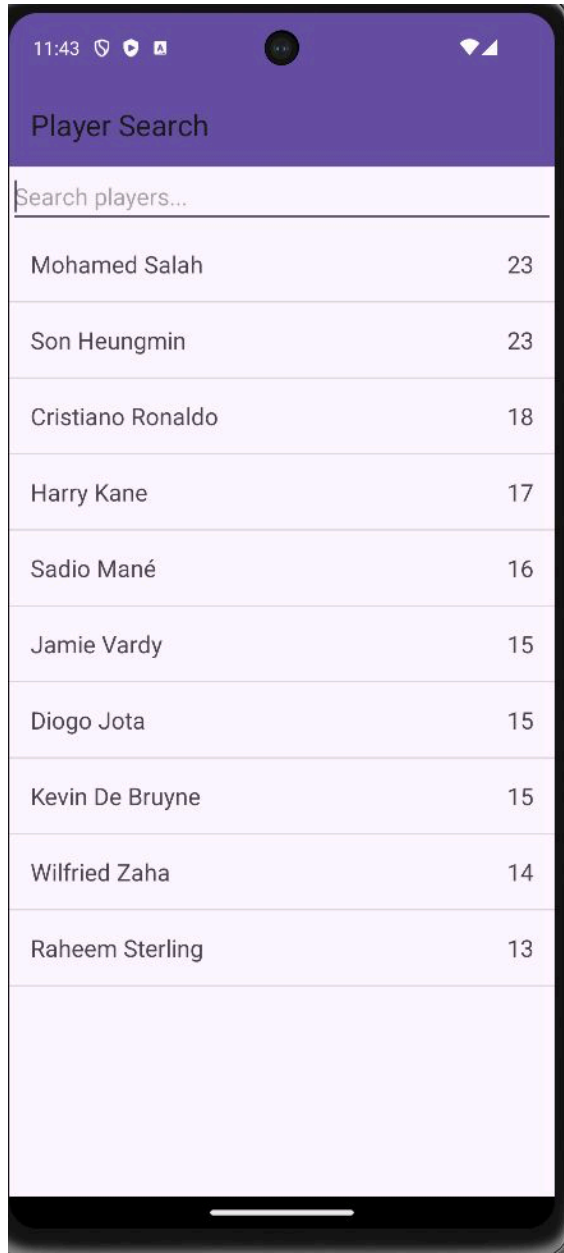 11:43
Player Search
Search players...
Mohamed Salah 23
Son Heungmin 23
Cristiano Ronaldo 18
Harry Kane 17
Sadio Mané 16
Jamie Vardy 15
Diogo Jota 15
Kevin De Bruyne 15
Wilfried Zaha 14
Raheem Sterling 13